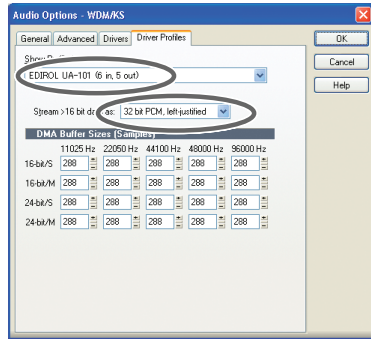 Audio Options - WDM/KS
General Advanced Drivers Driver Profiles
OK
Cancel
Help
EDIROL UA-101 (6 in, 5 out)
Stream >16 bit as: 32 bit PCM, left-justified
DMA Buffer Sizes (Samples)
11025 Hz 22050 Hz 44100 Hz 48000 Hz 96000 Hz
16-bit/S 288 288 288 288 288
16-bit/M 288 288 288 288 288
24-bit/S 288 288 288 288 288
24-bit/M 288 288 288 288 288